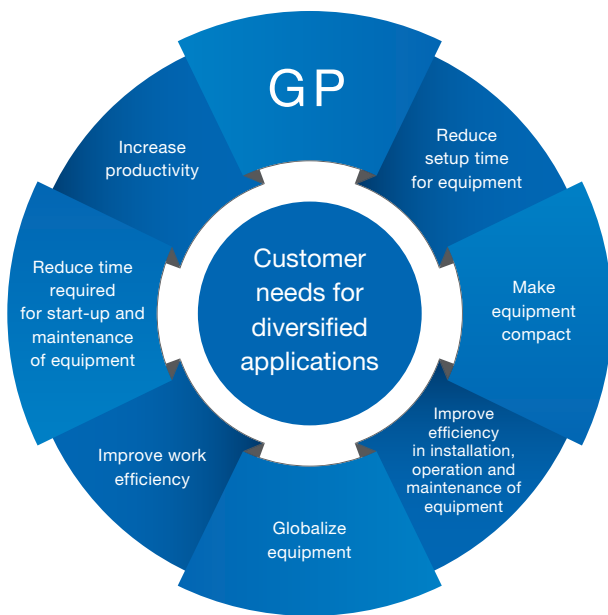 GP
Reduce
setup time
for equipment
Make
equipment
compact
Improve
efficiency
in installation,
operation and
maintenance of
equipment
Globalize
equipment
Improve work
efficiency
Reduce time
required
for start-up and
maintenance
of equipment
Increase
productivity
Customer
needs for
diversified
applications